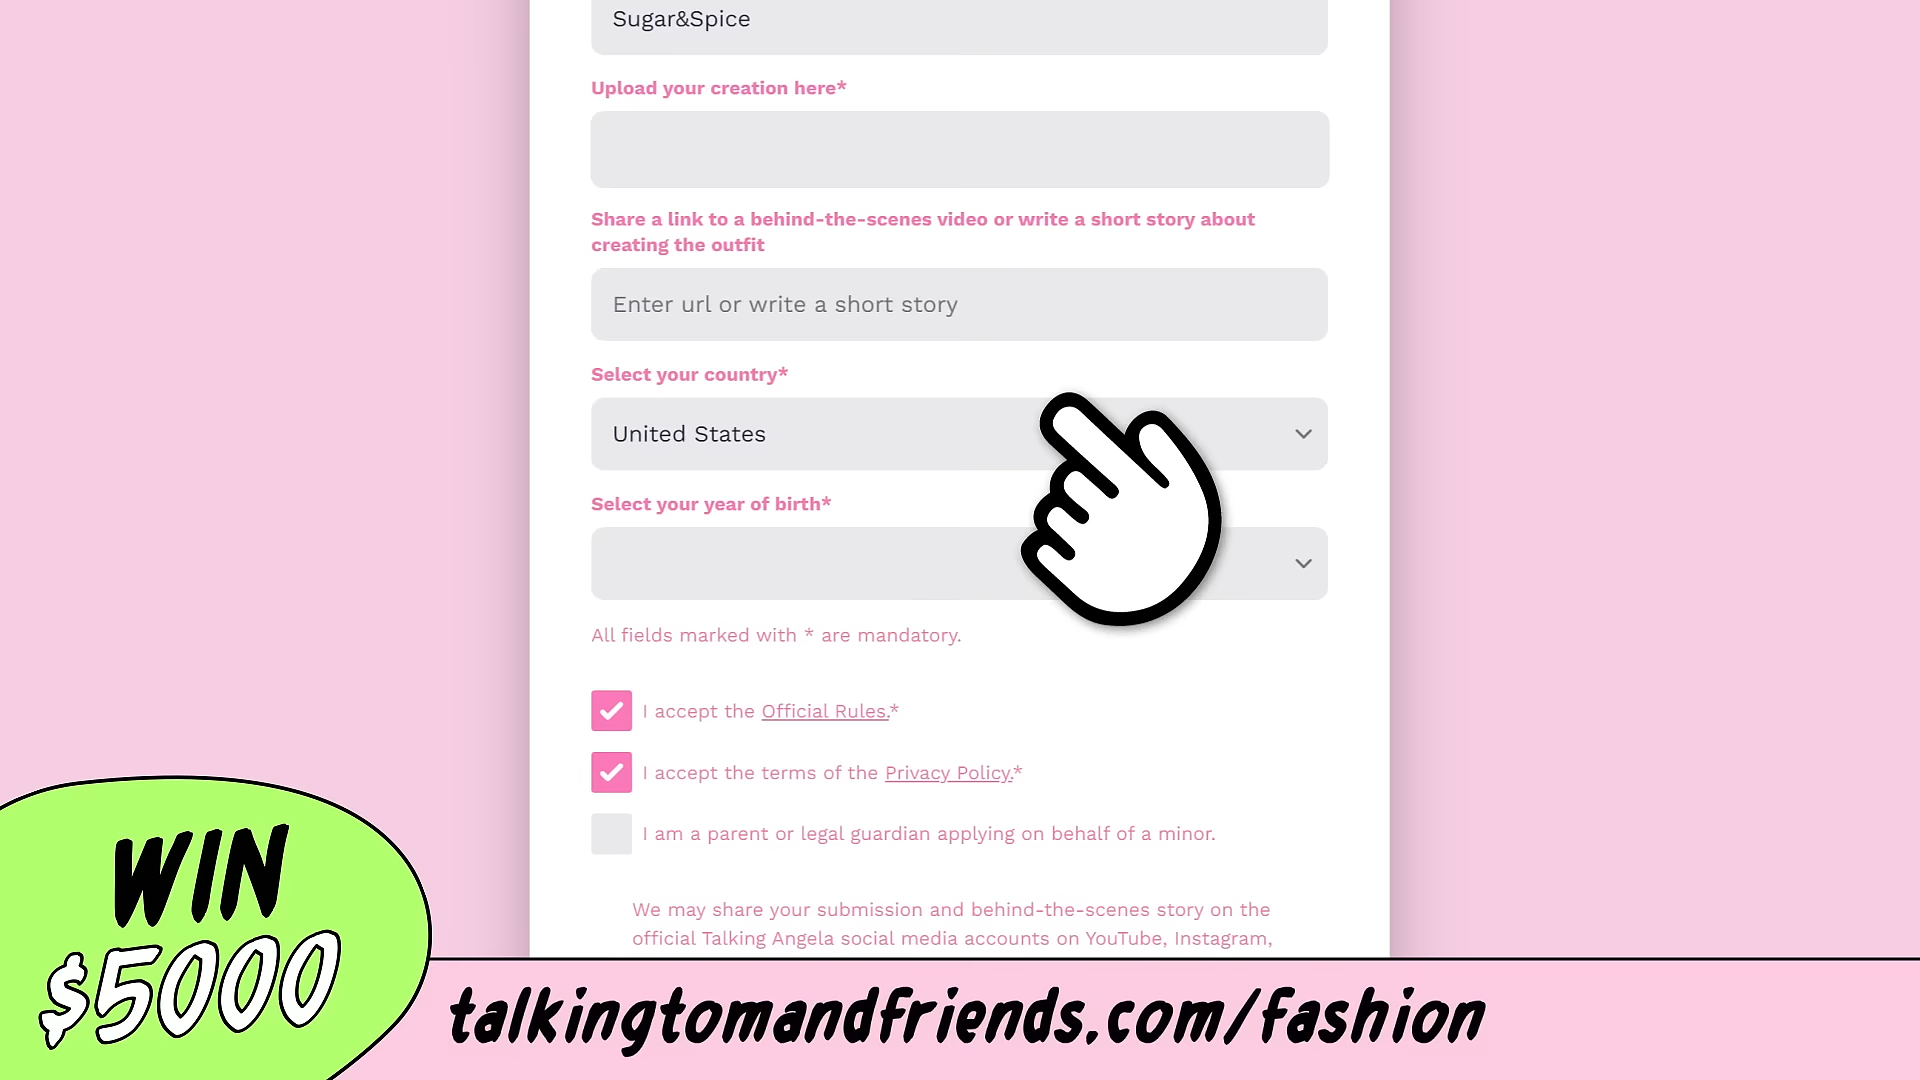 Sugar&Spice
Upload your creation here*
Share a link to a behind-the-scenes video or write a short story about
creating the outfit
Enter url or write a short story
Select your country*
United States
Select your year of birth*
All fields marked with * are mandatory.
I accept the Official Rules.*
I accept the terms of the Privacy Policy.*
I am a parent or legal guardian applying on behalf of a minor.
We may share your submission and behind-the-scenes story on the
official Talking Angela social media accounts on YouTube, Instagram,
WIN
$5000
talkingtomandfriends.com/fashion